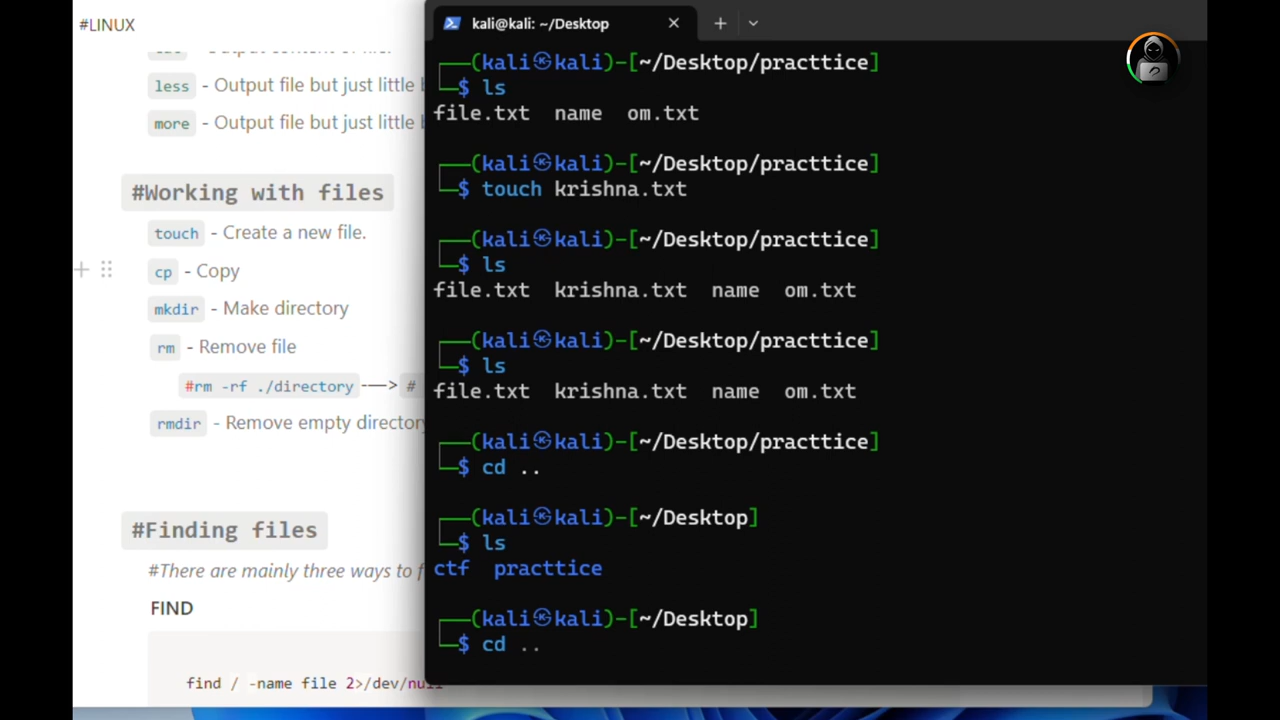 #LINUX
less - Output file but just little
more - Output file but just little
#Working with files
touch - Create a new file.
cp - Copy
mkdir - Make directory
rm - Remove file
#rm -rf ./directory ---> #
rmdir - Remove empty directory
#Finding files
#There are mainly three ways to
FIND
find / -name file 2>/dev/null
kali@kali: ~/Desktop
┌──(kali㉿kali)-[~/Desktop/practtice]
└─$ ls
file.txt name om.txt
┌──(kali㉿kali)-[~/Desktop/practtice]
└─$ touch krishna.txt
┌──(kali㉿kali)-[~/Desktop/practtice]
└─$ ls
file.txt krishna.txt name om.txt
┌──(kali㉿kali)-[~/Desktop/practtice]
└─$ ls
file.txt krishna.txt name om.txt
┌──(kali㉿kali)-[~/Desktop/practtice]
└─$ cd ..
┌──(kali㉿kali)-[~/Desktop]
└─$ ls
ctf practtice
┌──(kali㉿kali)-[~/Desktop]
└─$ cd ..